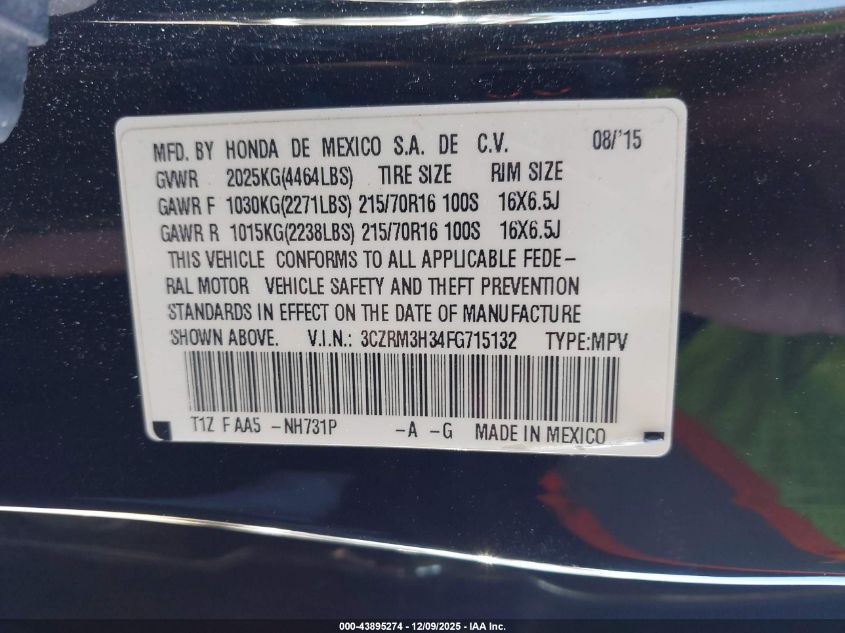 MFD. BY HONDA DE MEXICO S.A. DE C.V. 08/'15
GVWR 2025KG(4464LBS) TIRE SIZE RIM SIZE
GAWR F 1030KG(2271LBS) 215/70R16 100S 16X6.5J
GAWR R 1015KG(2238LBS) 215/70R16 100S 16X6.5J
THIS VEHICLE CONFORMS TO ALL APPLICABLE FEDE-
RAL MOTOR VEHICLE SAFETY AND THEFT PREVENTION
STANDARDS IN EFFECT ON THE DATE OF MANUFACTURE
SHOWN ABOVE. V.I.N.: 3CZRM3H34FG715132 TYPE:MPV
T1Z F AA5 -NH731P -A -G MADE IN MEXICO
000-43895274 - 12/09/2025 - IAA Inc.